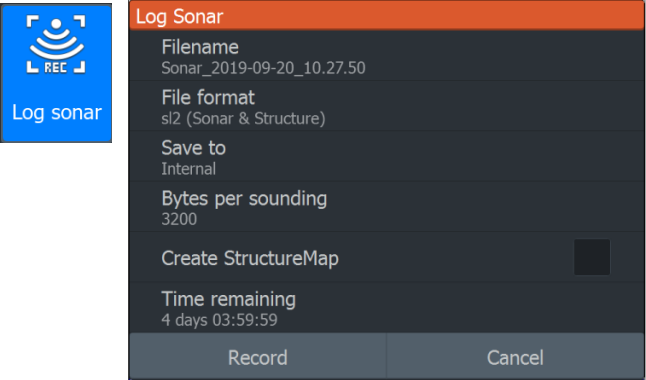 REC
Log sonar
Log Sonar
Filename
Sonar_2019-09-20_10.27.50
File format
sl2 (Sonar & Structure)
Save to
Internal
Bytes per sounding
3200
Create StructureMap
Time remaining
4 days 03:59:59
Record
Cancel